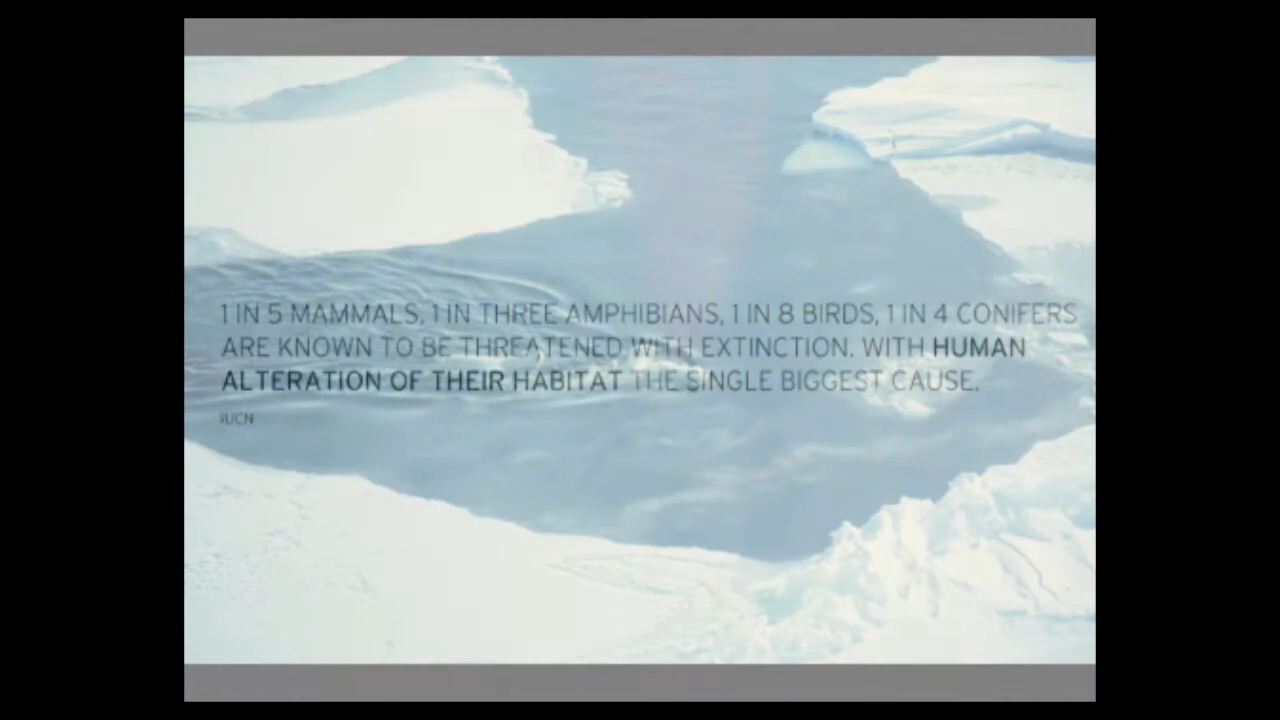 1 IN 5 MAMMALS, 1 IN THREE AMPHIBIANS, 1 IN 8 BIRDS, 1 IN 4 CONIFERS
ARE KNOWN TO BE THREATENED WITH EXTINCTION. WITH HUMAN
ALTERATION OF THEIR HABITAT THE SINGLE BIGGEST CAUSE.
IUCN